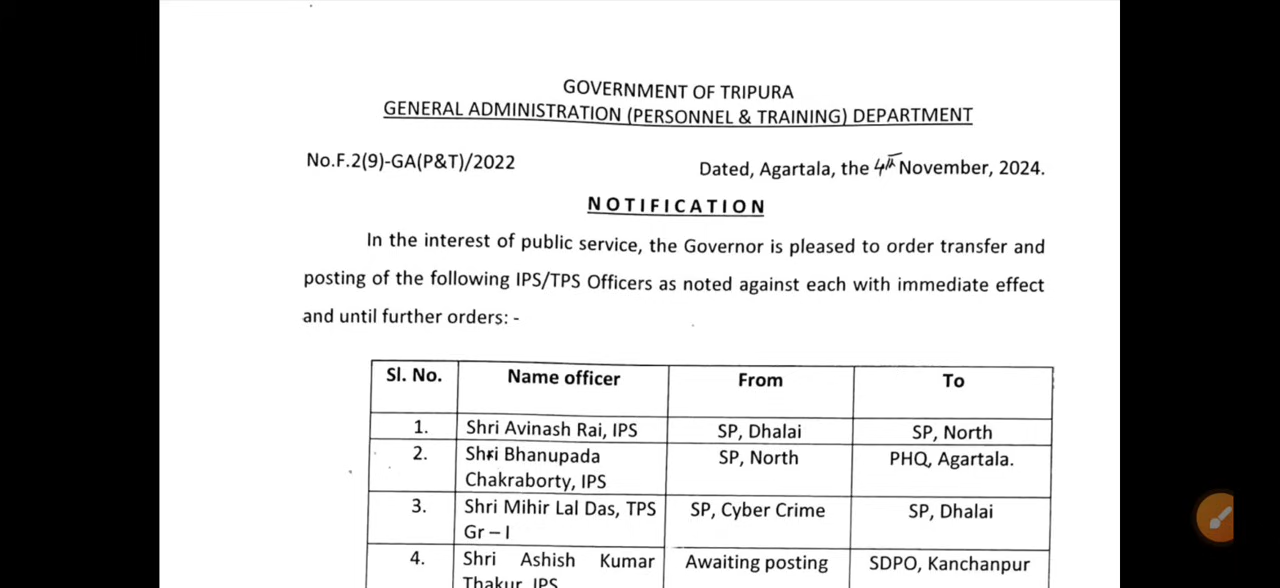 GOVERNMENT OF TRIPURA
GENERAL ADMINISTRATION (PERSONNEL & TRAINING) DEPARTMENT
No.F.2(9)-GA(P&T)/2022 Dated, Agartala, the 4th November, 2024.
NOTIFICATION
In the interest of public service, the Governor is pleased to order transfer and
posting of the following IPS/TPS Officers as noted against each with immediate effect
and until further orders: -
Sl. No. Name officer From To
1. Shri Avinash Rai, IPS SP, Dhalai SP, North
2. Shri Bhanupada SP, North PHQ, Agartala.
Chakraborty, IPS
3. Shri Mihir Lal Das, TPS SP, Cyber Crime SP, Dhalai
Gr – I
4. Shri Ashish Kumar Awaiting posting SDPO, Kanchanpur
Thakur, IPS